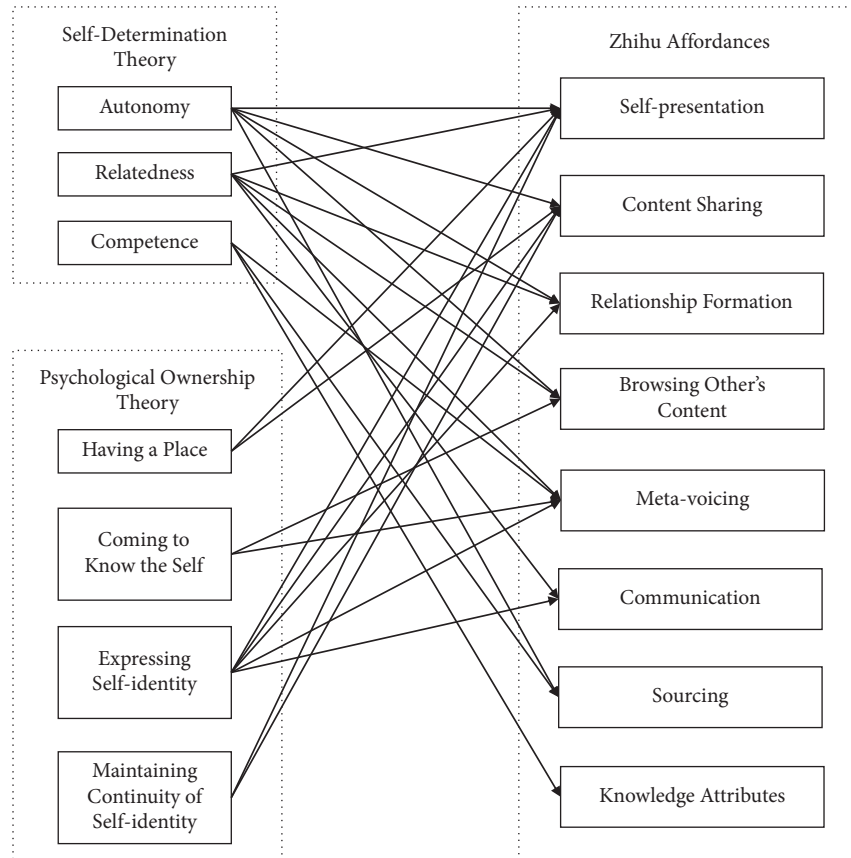 Self-Determination
Theory
Autonomy
Relatedness
Competence
Psychological Ownership
Theory
Having a Place
Coming to
Know the Self
Expressing
Self-identity
Maintaining
Continuity of
Self-identity
Zhihu Affordances
Self-presentation
Content Sharing
Relationship Formation
Browsing Other’s
Content
Meta-voicing
Communication
Sourcing
Knowledge Attributes